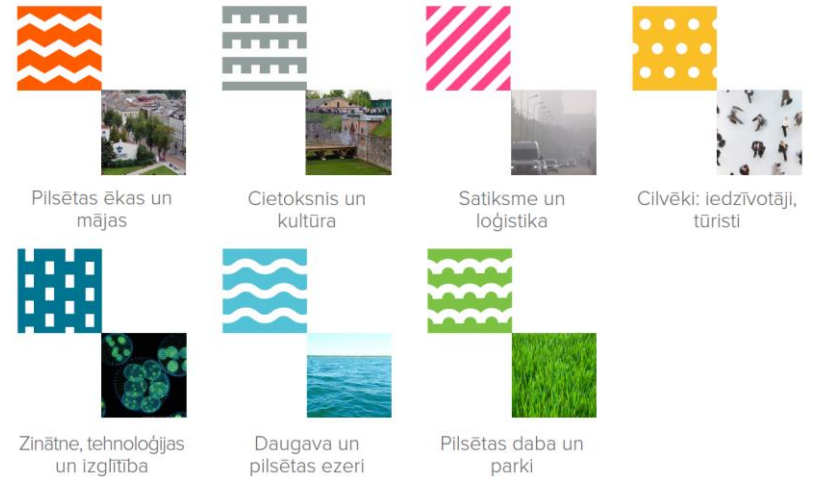 Pilsētas ēkas un
mājas
Cietoksnis un
kultūra
Satiksme un
loģistika
Cilvēki: iedzīvotāji,
tūristi
Zinātne, tehnoloģijas
un izglītība
Daugava un
pilsētas ezeri
Pilsētas daba un
parki